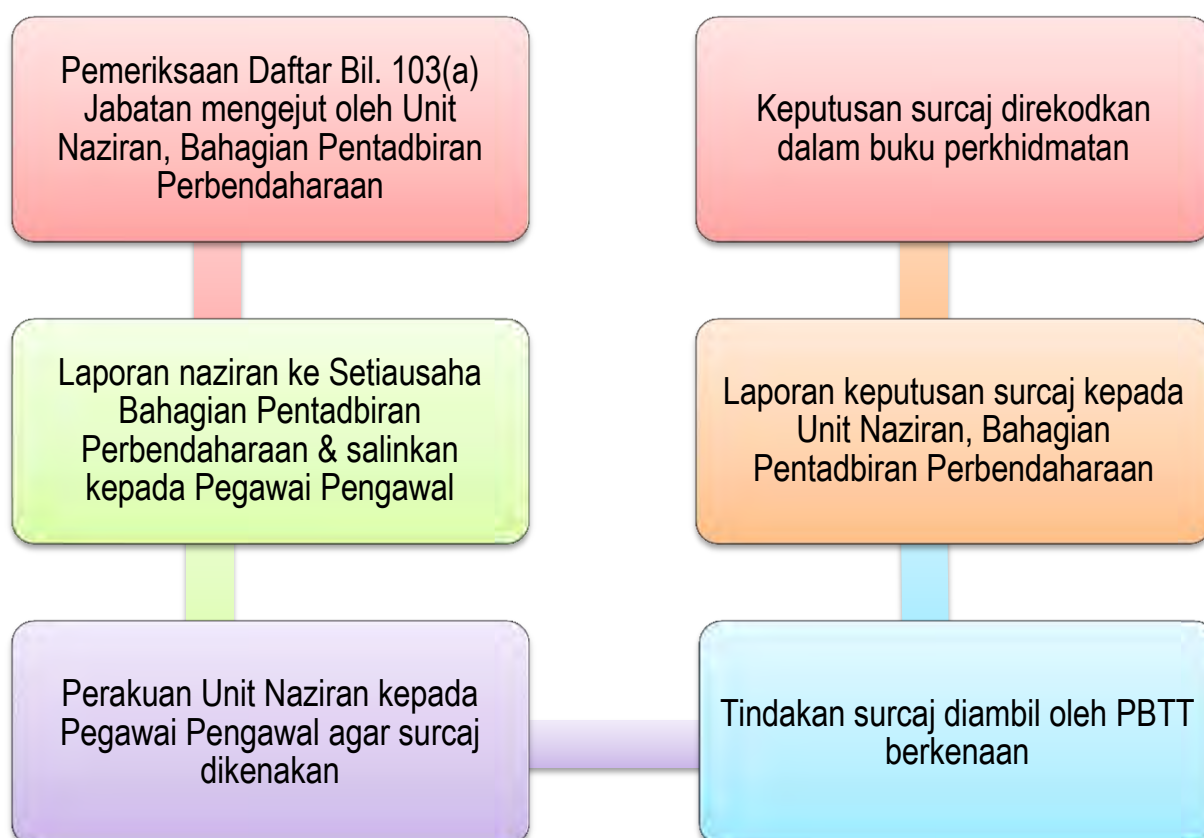 Pemeriksaan Daftar Bil. 103(a)
Jabatan mengejut oleh Unit
Naziran, Bahagian Pentadbiran
Perbendaharaan
Laporan naziran ke Setiausaha
Bahagian Pentadbiran
Perbendaharaan & salinkan
kepada Pegawai Pengawal
Perakuan Unit Naziran kepada
Pegawai Pengawal agar surcaj
dikenakan
Tindakan surcaj diambil oleh PBTT
berkenaan
Laporan keputusan surcaj kepada
Unit Naziran, Bahagian
Pentadbiran Perbendaharaan
Keputusan surcaj direkodkan
dalam buku perkhidmatan